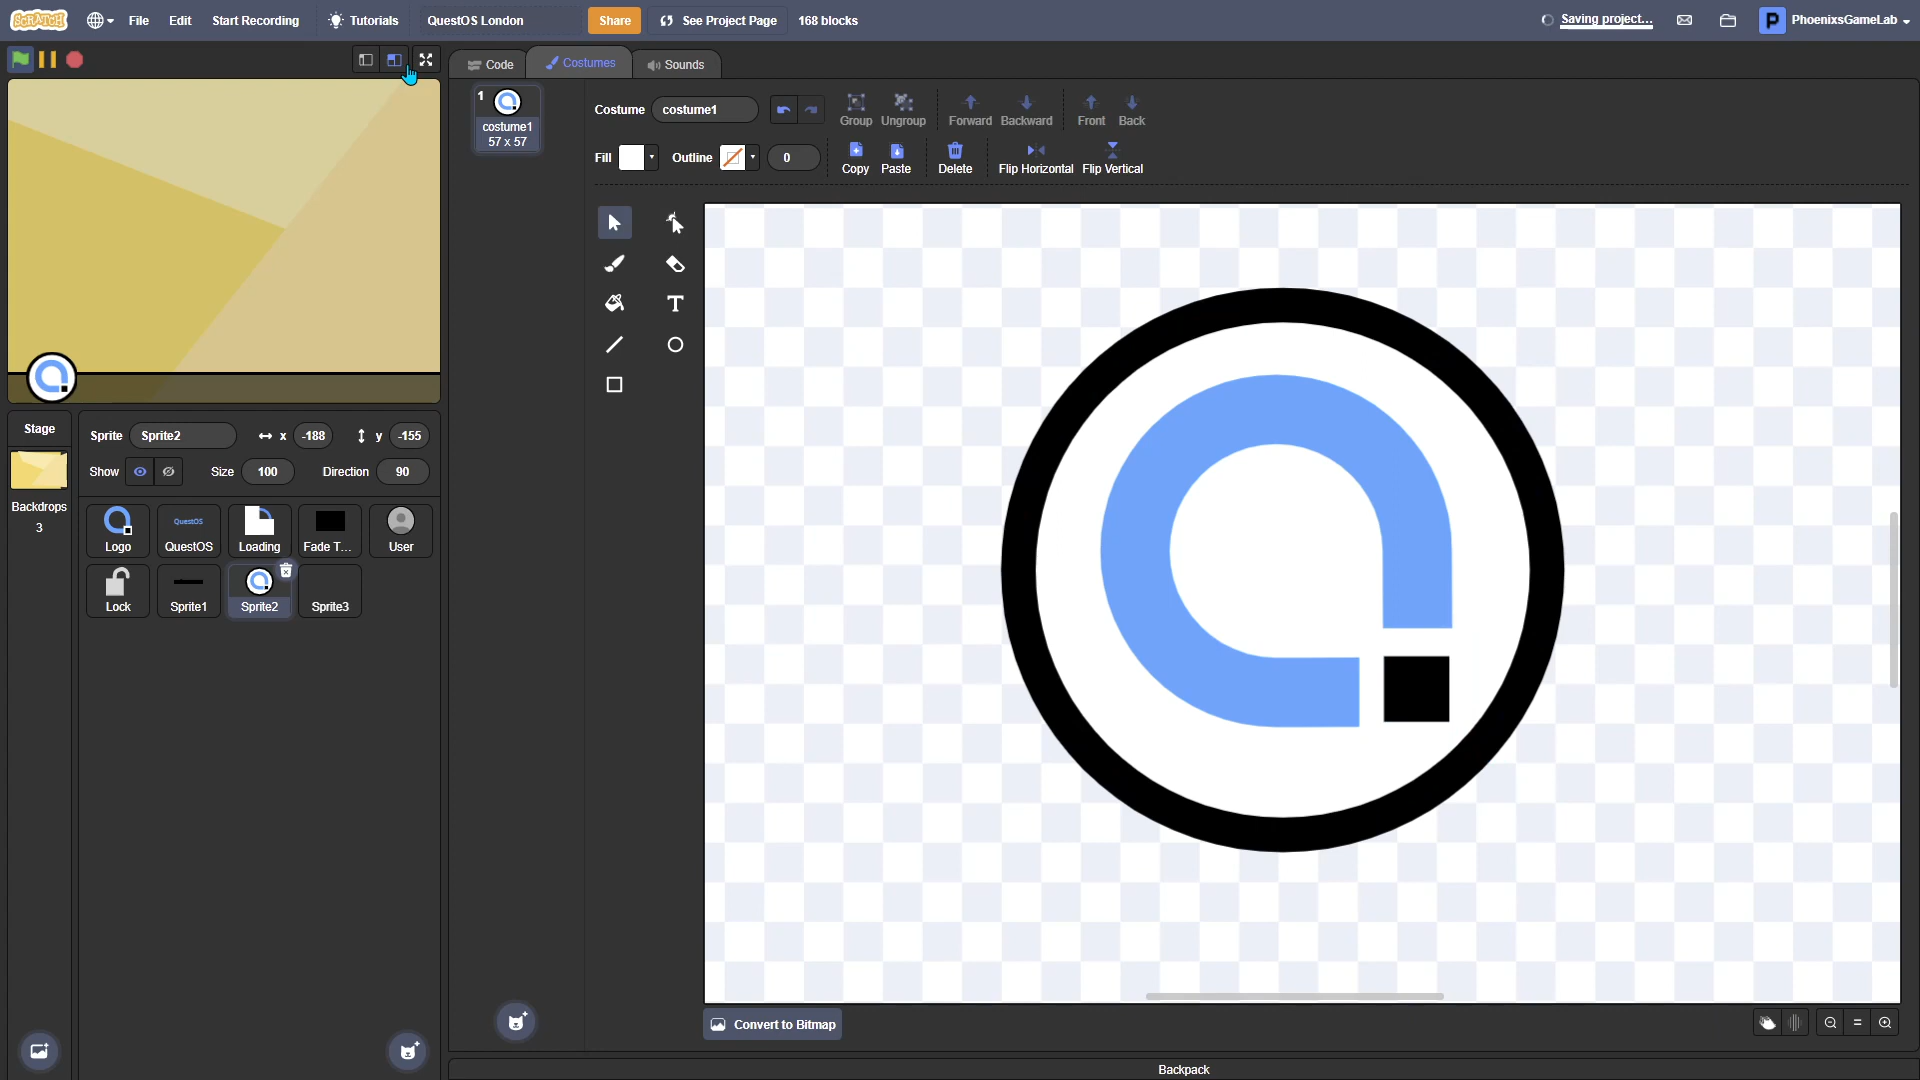 SCRATCH File Edit Start Recording Tutorials QuestOS London Share See Project Page 168 blocks Saving project... P PhoenixsGameLab
Code Costumes Sounds
1
costume1
57 x 57
Costume costume1 Group Ungroup Forward Backward Front Back
Fill Outline 0 Copy Paste Delete Flip Horizontal Flip Vertical
Stage
Backdrops
3
Sprite Sprite2 x -188 y -155
Show Size 100 Direction 90
QuestOS
Logo QuestOS Loading Fade T... User
Lock Sprite1 Sprite2 Sprite3
T
Convert to Bitmap
=
Backpack